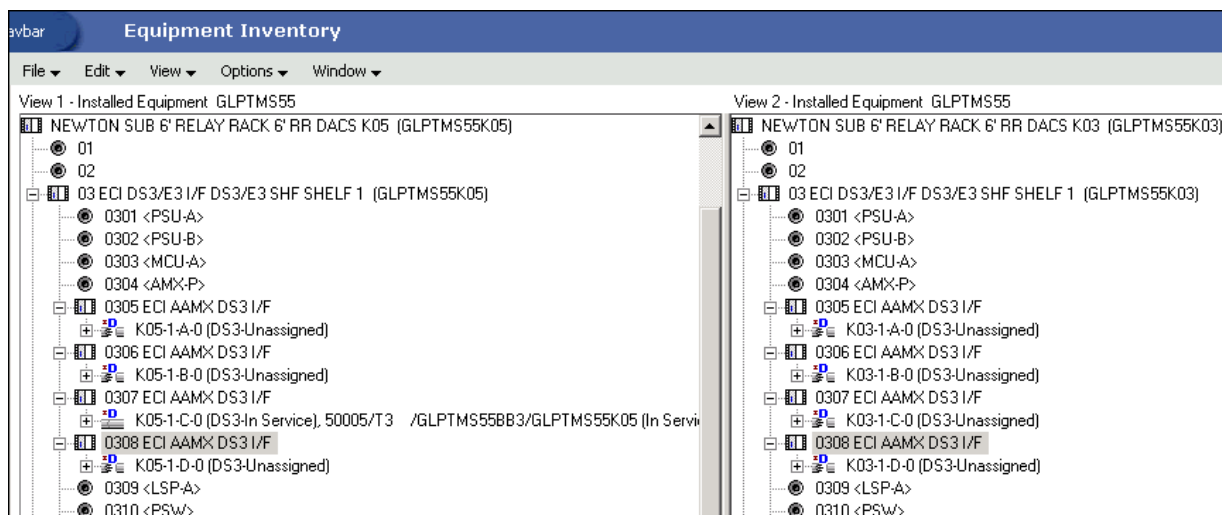 avbar Equipment Inventory
File Edit View Options Window
View 1 - Installed Equipment GLPTMS55
NEWTON SUB 6' RELAY RACK 6' RR DACS K05 (GLPTMS55K05)
01
02
03 ECI DS3/E3 I/F DS3/E3 SHF SHELF 1 (GLPTMS55K05)
0301 <PSU-A>
0302 <PSU-B>
0303 <MCU-A>
0304 <AMX-P>
0305 ECI AAMX DS3 I/F
K05-1-A-0 (DS3-Unassigned)
0306 ECI AAMX DS3 I/F
K05-1-B-0 (DS3-Unassigned)
0307 ECI AAMX DS3 I/F
K05-1-C-0 (DS3-In Service), 50005/T3 /GLPTMS55BB3/GLPTMS55K05 (In Servi
0308 ECI AAMX DS3 I/F
K05-1-D-0 (DS3-Unassigned)
0309 <LSP-A>
0310 <PSW>
View 2 - Installed Equipment GLPTMS55
NEWTON SUB 6' RELAY RACK 6' RR DACS K03 (GLPTMS55K03)
01
02
03 ECI DS3/E3 I/F DS3/E3 SHF SHELF 1 (GLPTMS55K03)
0301 <PSU-A>
0302 <PSU-B>
0303 <MCU-A>
0304 <AMX-P>
0305 ECI AAMX DS3 I/F
K03-1-A-0 (DS3-Unassigned)
0306 ECI AAMX DS3 I/F
K03-1-B-0 (DS3-Unassigned)
0307 ECI AAMX DS3 I/F
K03-1-C-0 (DS3-Unassigned)
0308 ECI AAMX DS3 I/F
K03-1-D-0 (DS3-Unassigned)
0309 <LSP-A>
0310 <PSW>